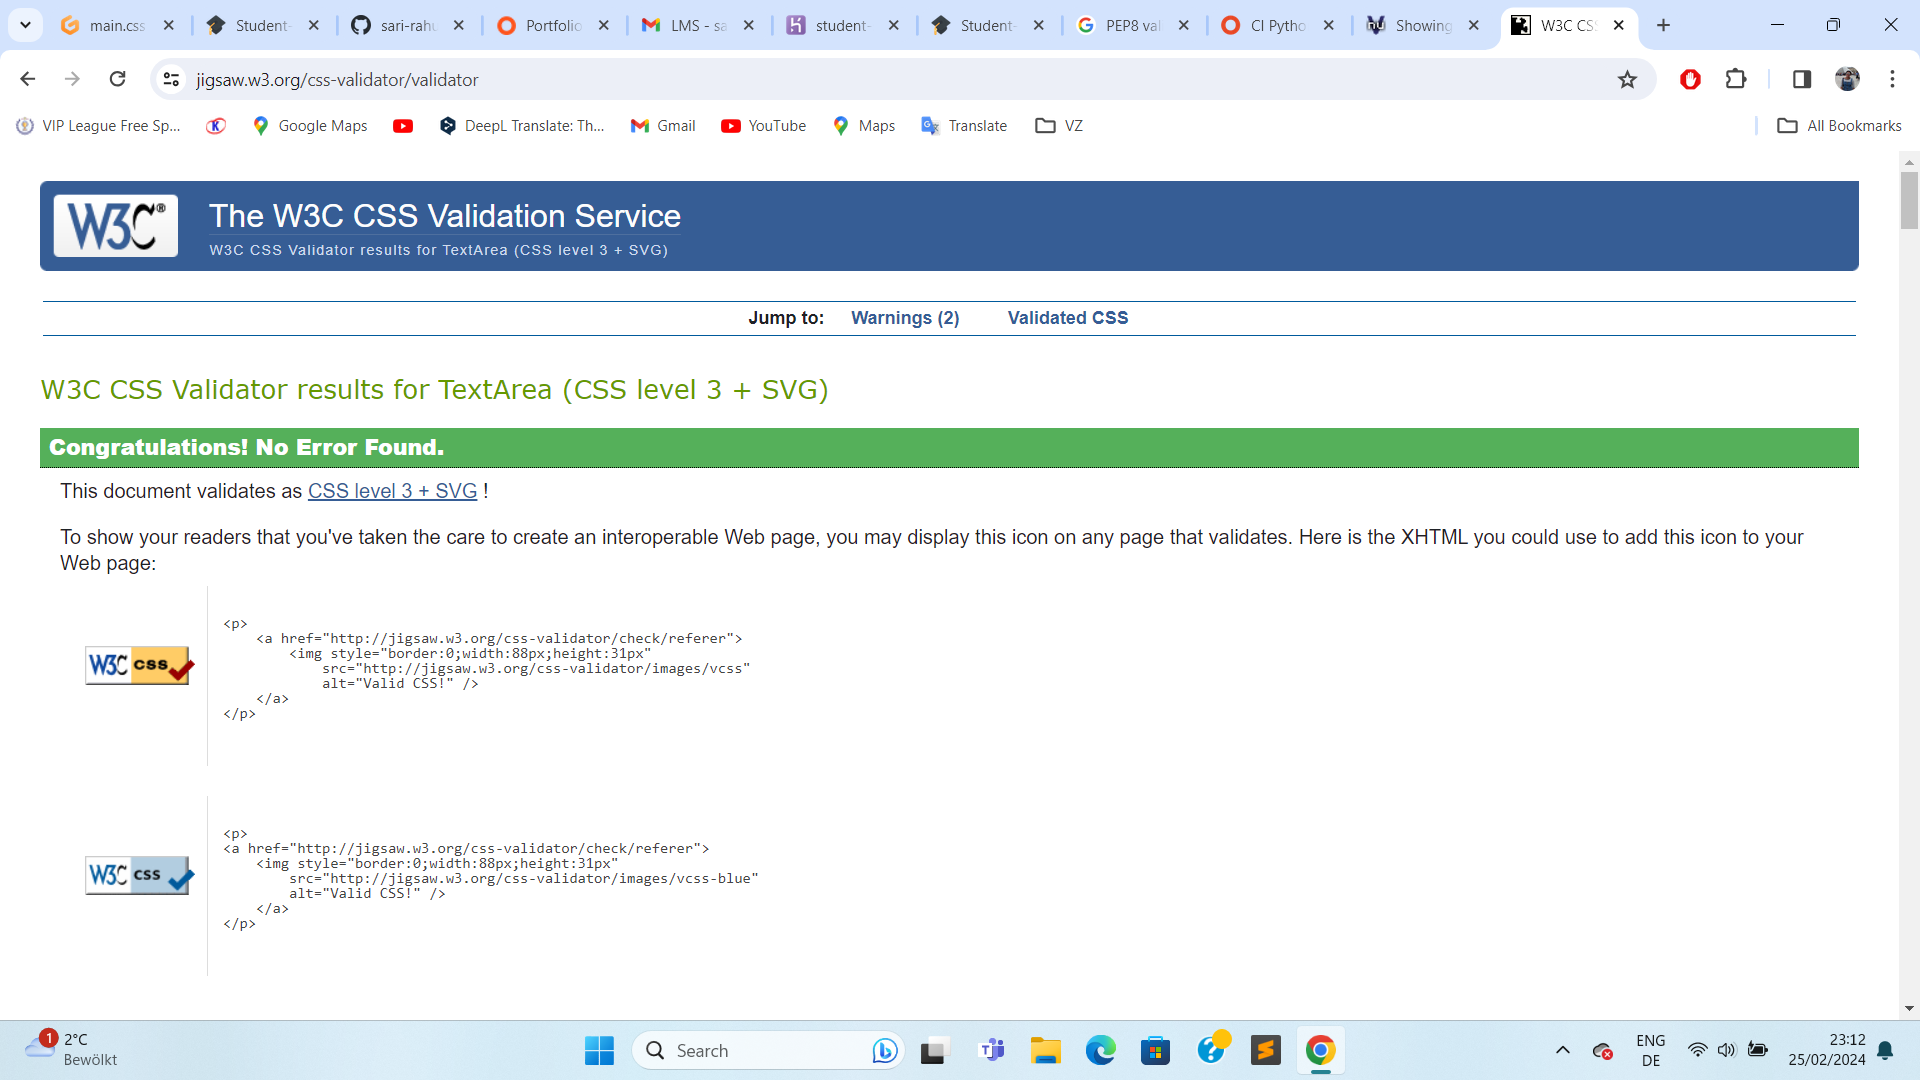 main.css
Student-
sari-rahu
Portfolio
LMS - sa
student-
Student-
PEP8 val
CI Pytho
Showing
W3C CSS
jigsaw.w3.org/css-validator/validator
VIP League Free Sp...
Google Maps
DeepL Translate: Th...
Gmail
YouTube
Maps
Translate
VZ
All Bookmarks
W3C®
The W3C CSS Validation Service
W3C CSS Validator results for TextArea (CSS level 3 + SVG)
Jump to: Warnings (2) Validated CSS
W3C CSS Validator results for TextArea (CSS level 3 + SVG)
Congratulations! No Error Found.
This document validates as CSS level 3 + SVG !
To show your readers that you've taken the care to create an interoperable Web page, you may display this icon on any page that validates. Here is the XHTML you could use to add this icon to your
Web page:
W3C css
<p>
<a href="http://jigsaw.w3.org/css-validator/check/referer">
<img style="border:0;width:88px;height:31px"
src="http://jigsaw.w3.org/css-validator/images/vcss"
alt="Valid CSS!" />
</a>
</p>
W3C css
<p>
<a href="http://jigsaw.w3.org/css-validator/check/referer">
<img style="border:0;width:88px;height:31px"
src="http://jigsaw.w3.org/css-validator/images/vcss-blue"
alt="Valid CSS!" />
</a>
</p>
1
2°C
Bewölkt
Search
ENG
DE
23:12
25/02/2024